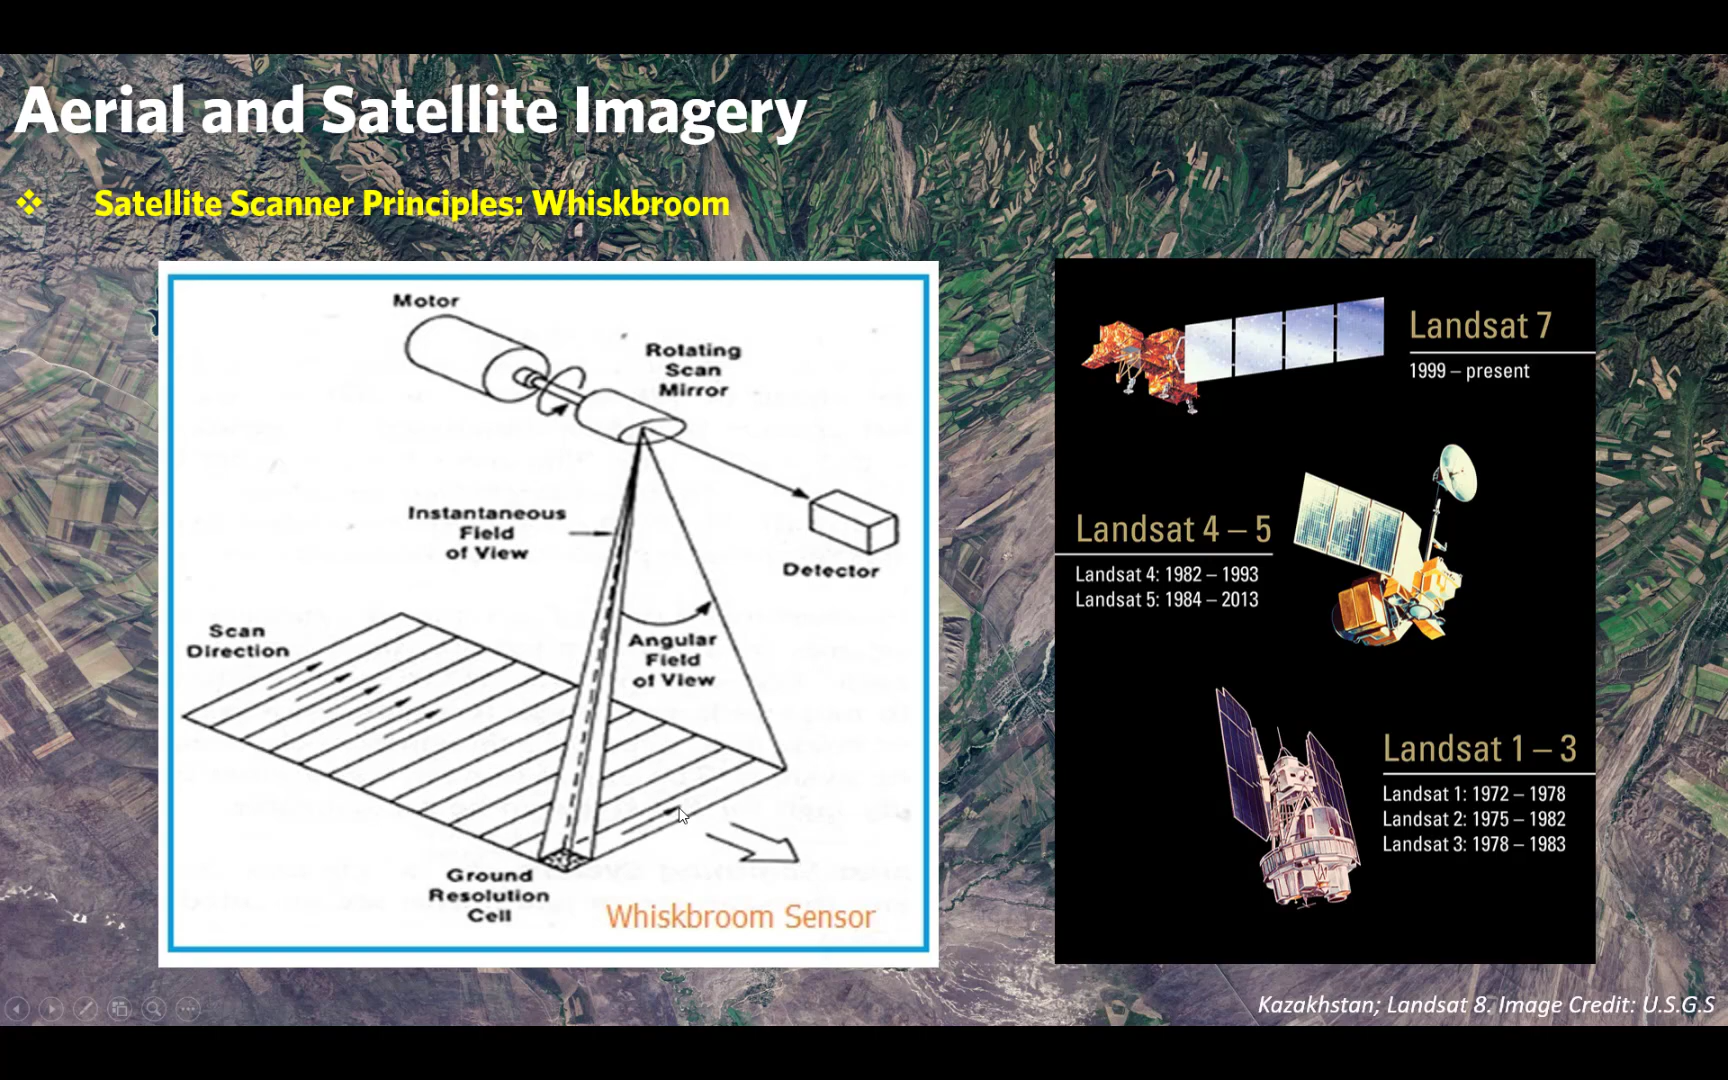 Aerial and Satellite Imagery
Satellite Scanner Principles: Whiskbroom
Motor
Rotating
Scan
Mirror
Instantaneous
Field
of View
Detector
Scan
Direction
Angular
Field
of View
Ground
Resolution
Cell
Whiskbroom Sensor
Landsat 7
1999 – present
Landsat 4 – 5
Landsat 4: 1982 – 1993
Landsat 5: 1984 – 2013
Landsat 1 – 3
Landsat 1: 1972 – 1978
Landsat 2: 1975 – 1982
Landsat 3: 1978 – 1983
Kazakhstan; Landsat 8. Image Credit: U.S.G.S